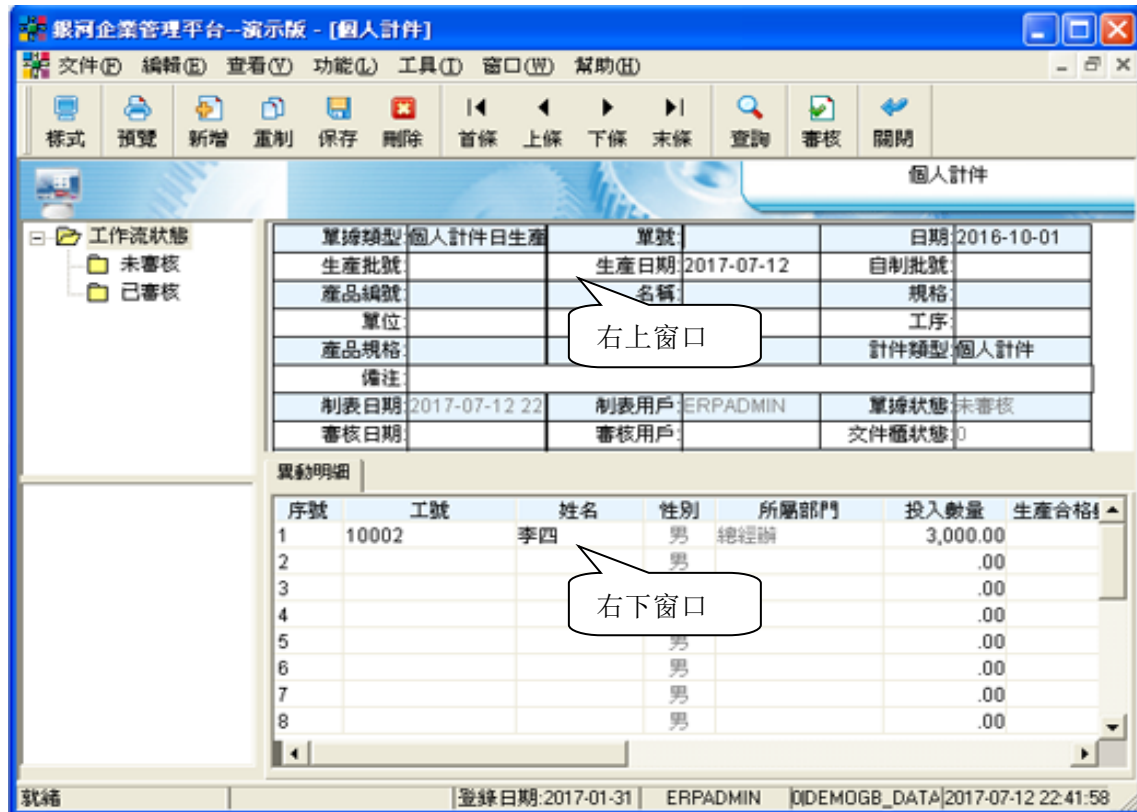 銀河企業管理平台--演示版 - [個人計件]
文件(F) 編輯(E) 查看(V) 功能(L) 工具(I) 窗口(W) 幫助(H)
樣式 預覽 新增 重制 保存 刪除 首條 上條 下條 末條 查詢 審核 關閉
個人計件
工作流狀態
未審核
已審核
單據類型:個人計件日生產 單號: 日期:2016-10-01
生產批號: 生產日期:2017-07-12 自制批號:
產品編號: 名稱: 規格:
單位: 工序:
右上窗口
產品規格: 計件類型:個人計件
備注:
制表日期:2017-07-12 22 制表用戶:ERPADMIN 單據狀態:未審核
審核日期: 審核用戶: 文件櫃狀態:0
異動明細
序號 工號 姓名 性別 所屬部門 投入數量 生產合格
1 10002 李四 男 總經辦 3,000.00
2 男 .00
3 .00
右下窗口
4 .00
5 男 .00
6 男 .00
7 男 .00
8 男 .00
就緒 登錄日期:2017-01-31 ERPADMIN 0|DEMOGB_DATA 2017-07-12 22:41:58